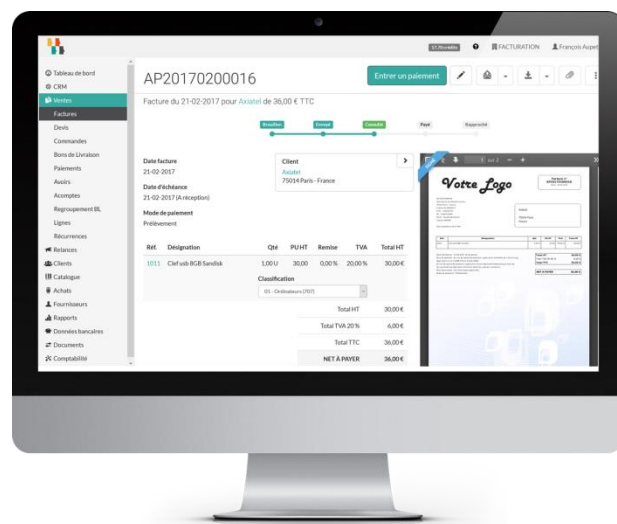 FACTURATION
François Aupet
Tableau de bord
CRM
Ventes
Factures
Devis
Commandes
Bons de Livraison
Paiements
Avoirs
Acomptes
Regroupement BL
Lignes
Récurrences
Relances
Clients
Catalogue
Achats
Fournisseurs
Rapports
Données bancaires
Documents
Comptabilité
AP20170200016
Entrer un paiement
Facture du 21-02-2017 pour Axiatel de 36,00 € TTC
Brouillon Envoyé Consulté Payé Rapproché
Date facture
21-02-2017
Date d'échéance
21-02-2017 (A réception)
Mode de paiement
Prélèvement
Client
Axiatel
75014 Paris - France
Réf. Désignation Qté PU HT Remise TVA Total HT
1011 Clef usb 8GB Sandisk 1,00 U 30,00 0,00 % 20,00 % 30,00 €
Classification
01 - Ordinateurs (707)
Total HT 30,00 €
Total TVA 20 % 6,00 €
Total TTC 36,00 €
NET À PAYER 36,00 €
Votre Logo